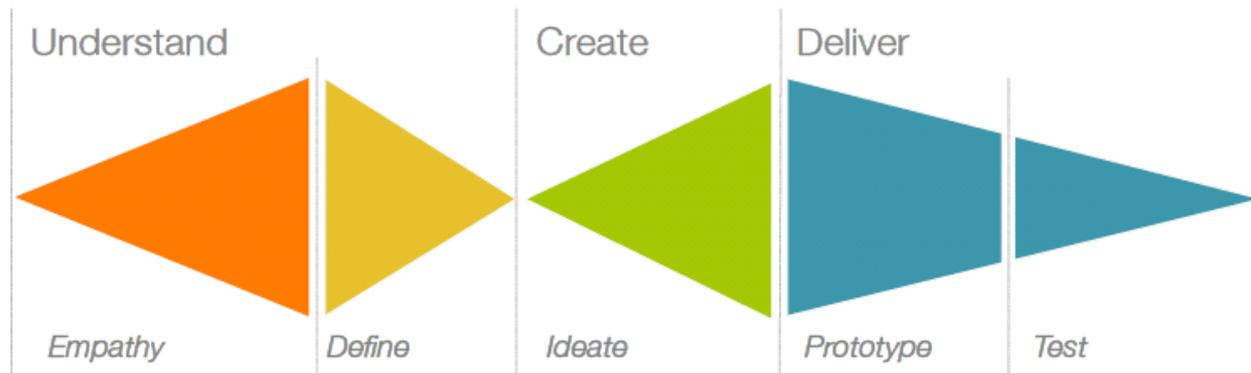 Understand
Create
Deliver
Empathy
Define
Ideate
Prototype
Test